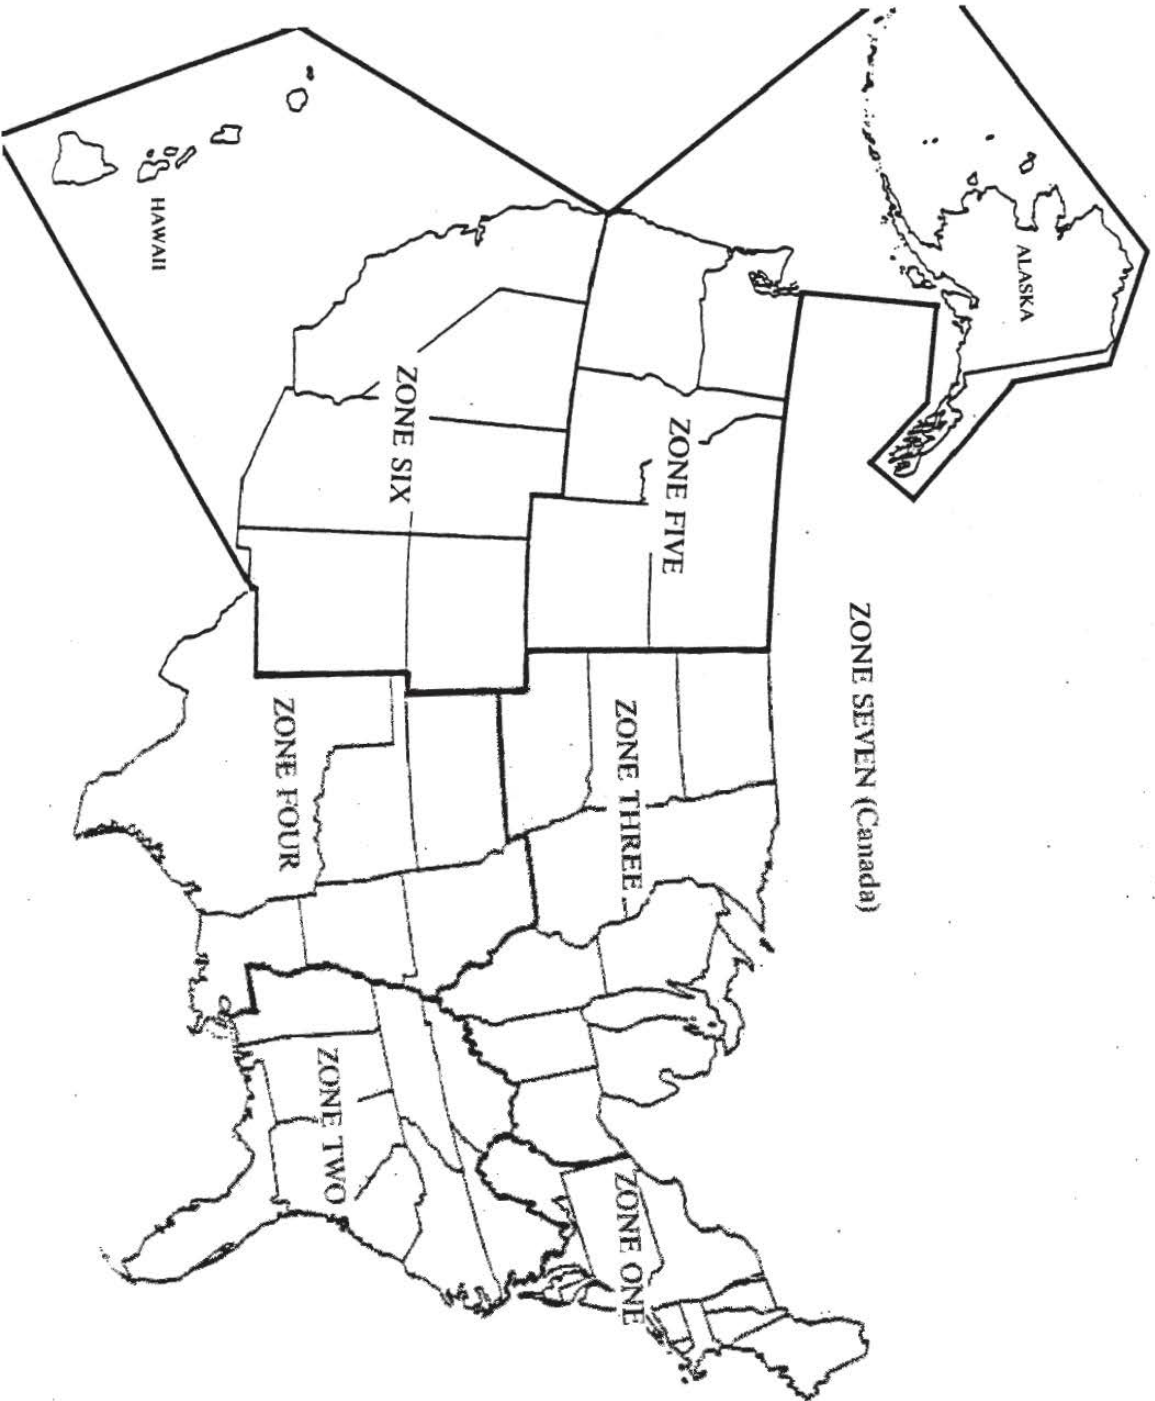 ALASKA
HAWAII
ZONE SEVEN (Canada)
ZONE FIVE
ZONE SIX
ZONE THREE
ZONE FOUR
ZONE ONE
ZONE TWO